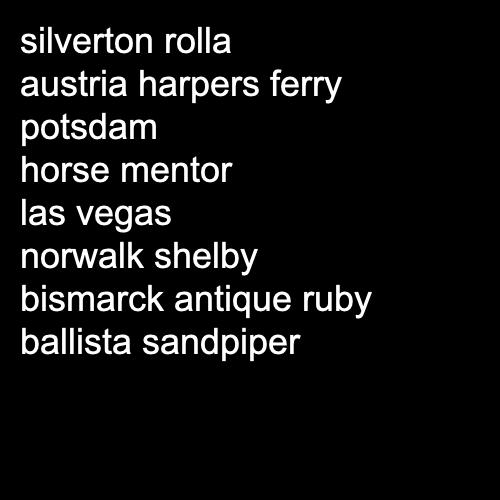 silverton rolla
austria harpers ferry
potsdam
horse mentor
las vegas
norwalk shelby
bismarck antique ruby
ballista sandpiper